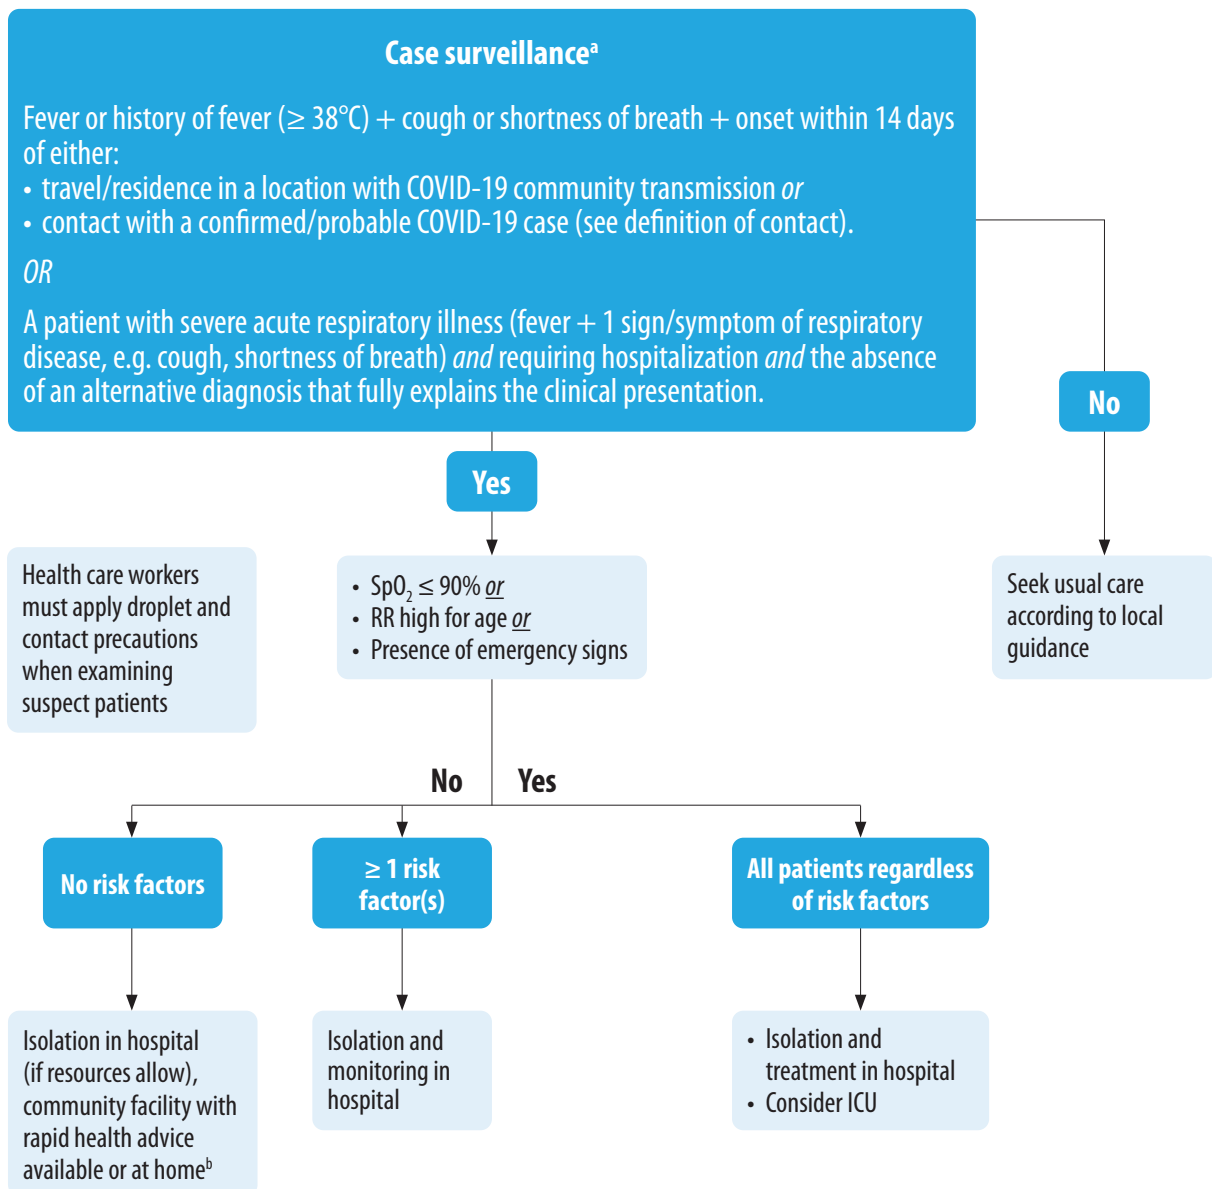 Case surveillanceᵃ
Fever or history of fever (≥ 38°C) + cough or shortness of breath + onset within 14 days
of either:
• travel/residence in a location with COVID-19 community transmission or
• contact with a confirmed/probable COVID-19 case (see definition of contact).
OR
A patient with severe acute respiratory illness (fever + 1 sign/symptom of respiratory
disease, e.g. cough, shortness of breath) and requiring hospitalization and the absence
of an alternative diagnosis that fully explains the clinical presentation.
No
Yes
Health care workers
must apply droplet and
contact precautions
when examining
suspect patients
• SpO₂ ≤ 90% or
• RR high for age or
• Presence of emergency signs
Seek usual care
according to local
guidance
No
Yes
No risk factors
≥ 1 risk
factor(s)
All patients regardless
of risk factors
Isolation in hospital
(if resources allow),
community facility with
rapid health advice
available or at homeᵇ
Isolation and
monitoring in
hospital
• Isolation and
treatment in hospital
• Consider ICU